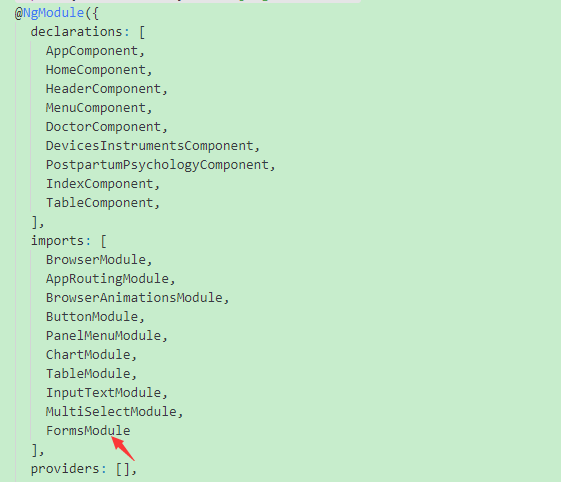 @NgModule({
declarations: [
AppComponent,
HomeComponent,
HeaderComponent,
MenuComponent,
DoctorComponent,
DevicesInstrumentsComponent,
PostpartumPsychologyComponent,
IndexComponent,
TableComponent,
],
imports: [
BrowserModule,
AppRoutingModule,
BrowserAnimationsModule,
ButtonModule,
PanelMenuModule,
ChartModule,
TableModule,
InputTextModule,
MultiSelectModule,
FormsModule
],
providers: [],